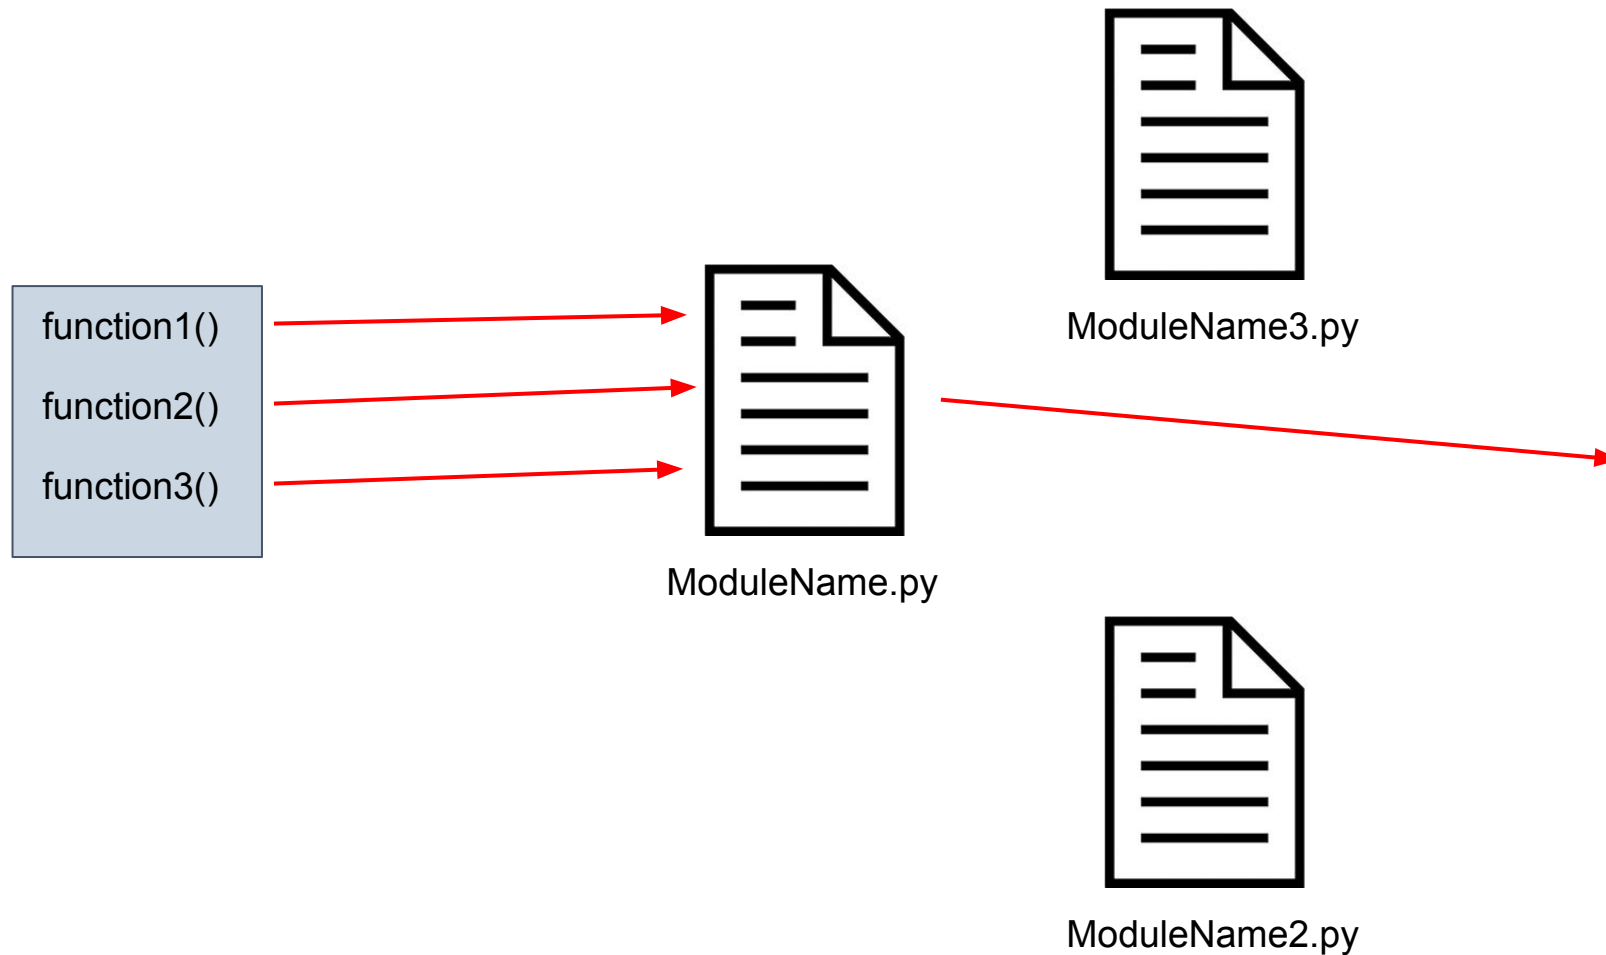 function1()
function2()
function3()
ModuleName.py
ModuleName3.py
ModuleName2.py